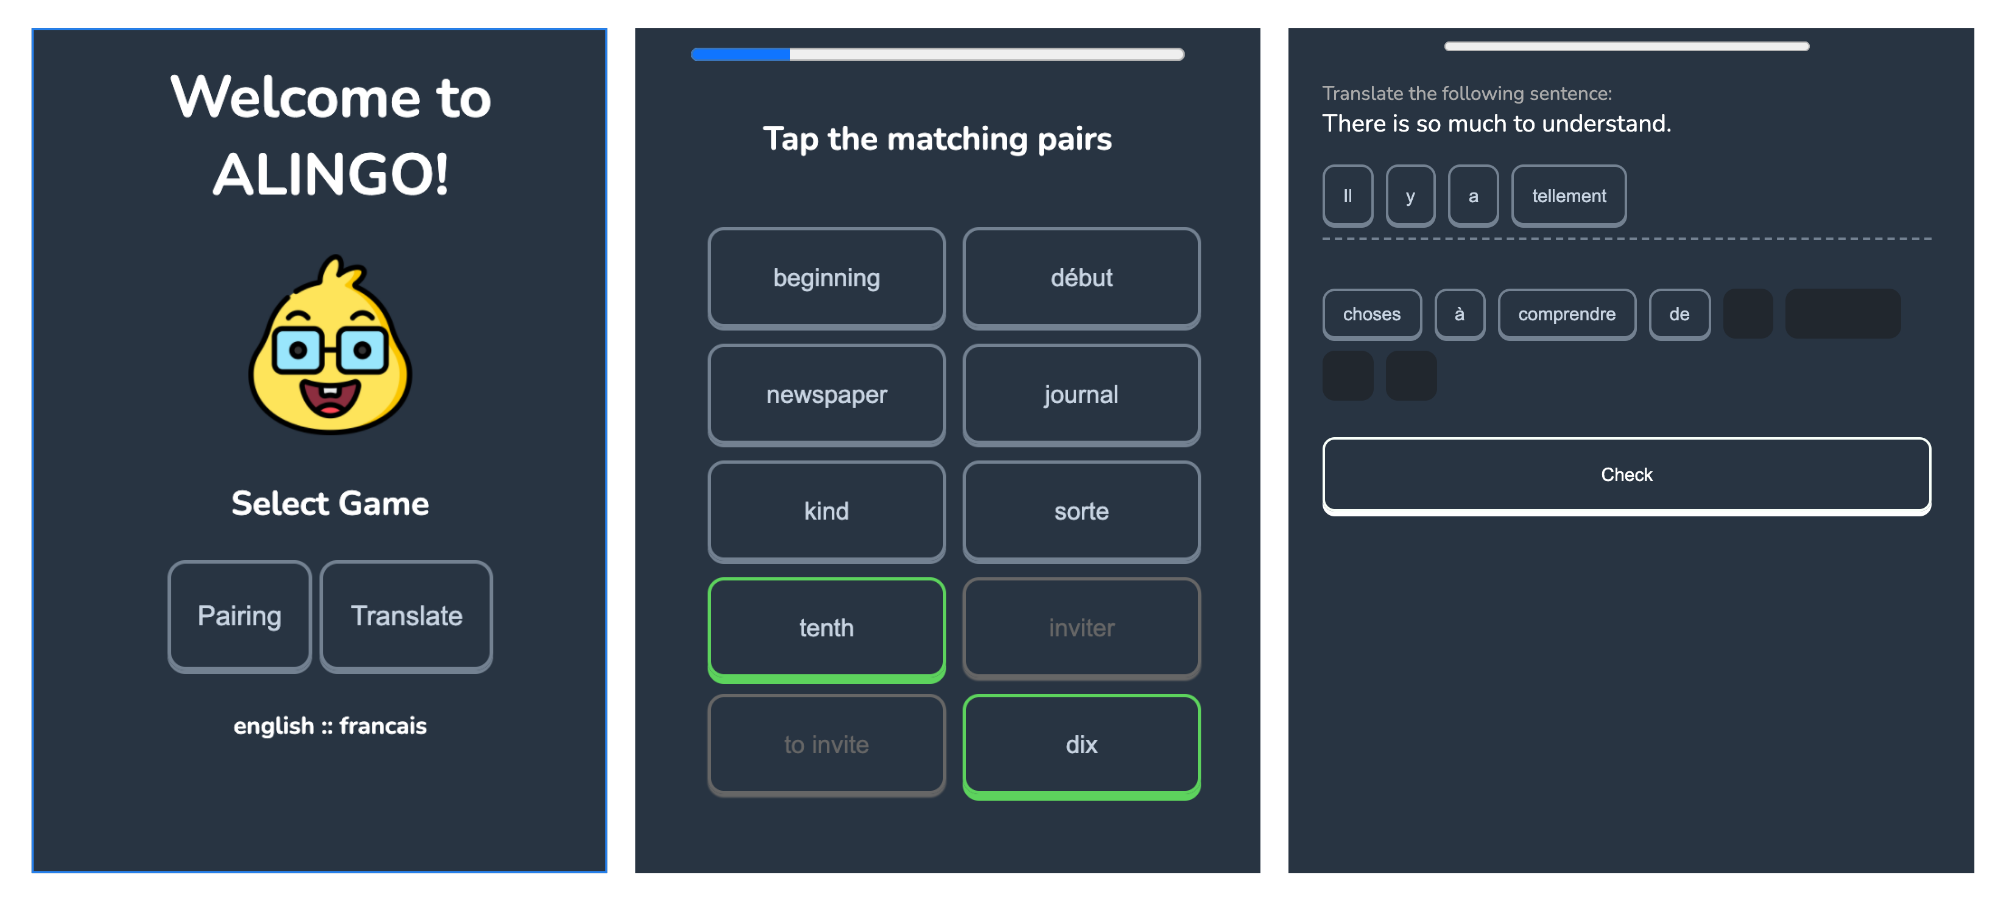 Welcome to
ALINGO!
Select Game
Pairing Translate
english :: francais
Tap the matching pairs
beginning début
newspaper journal
kind sorte
tenth inviter
to invite dix
Translate the following sentence:
There is so much to understand.
Il y a tellement
choses à comprendre de
Check